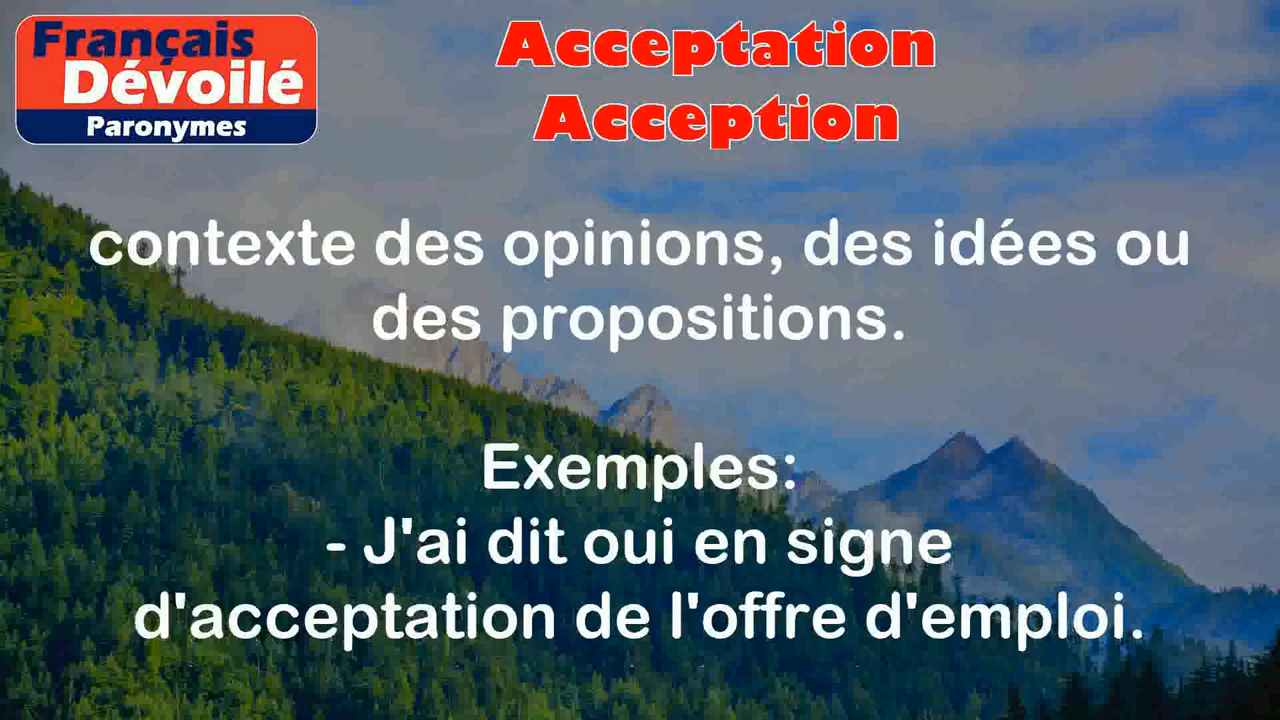 Français
Dévoilé
Paronymes
Acceptation
Acception
contexte des opinions, des idées ou
des propositions.
Exemples:
- J'ai dit oui en signe
d'acceptation de l'offre d'emploi.